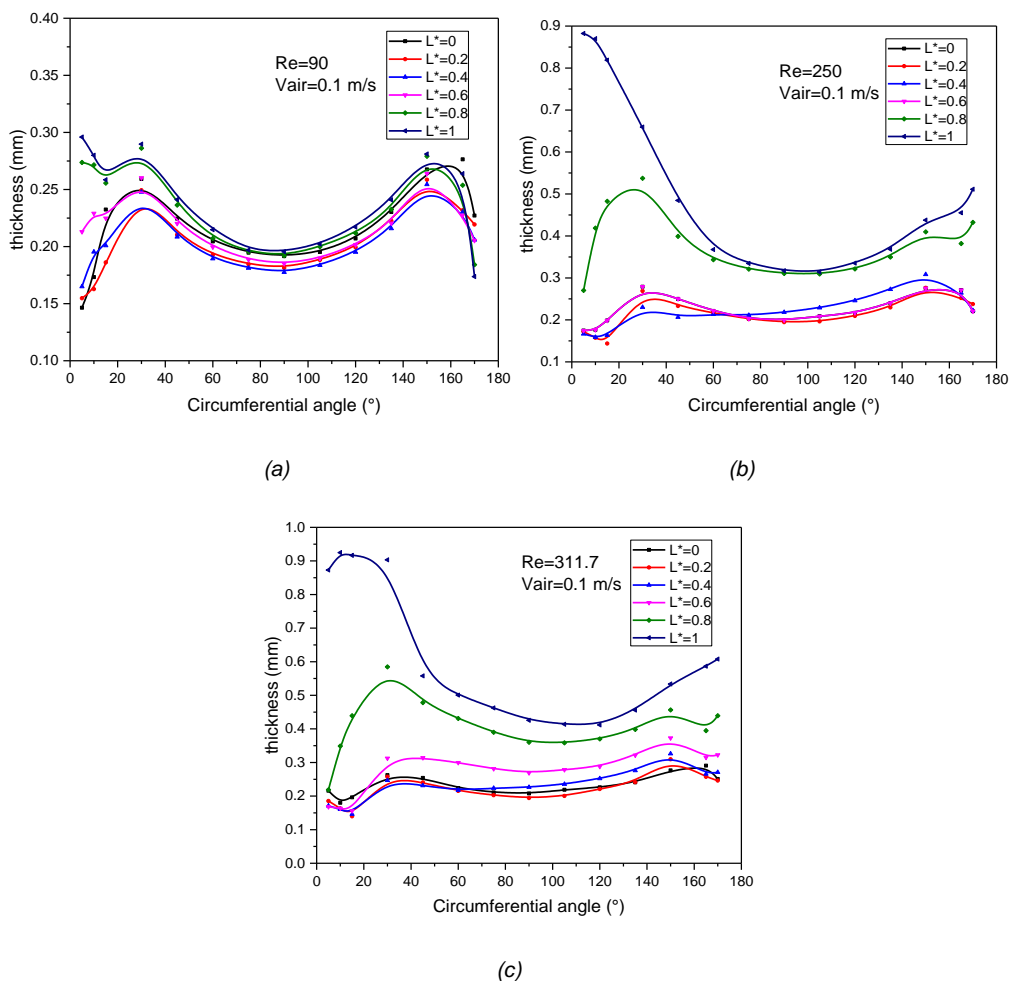 0.40
0.35
0.30
0.25
0.20
0.15
0.10
thickness (mm)
0 20 40 60 80 100 120 140 160 180
Circumferential angle (°)
Re=90
Vair=0.1 m/s
L*=0
L*=0.2
L*=0.4
L*=0.6
L*=0.8
L*=1
(a)
0.9
0.8
0.7
0.6
0.5
0.4
0.3
0.2
0.1
thickness (mm)
0 20 40 60 80 100 120 140 160 180
Circumferential angle (°)
Re=250
Vair=0.1 m/s
L*=0
L*=0.2
L*=0.4
L*=0.6
L*=0.8
L*=1
(b)
1.0
0.9
0.8
0.7
0.6
0.5
0.4
0.3
0.2
0.1
0.0
thickness (mm)
0 20 40 60 80 100 120 140 160 180
Circumferential angle (°)
Re=311.7
Vair=0.1 m/s
L*=0
L*=0.2
L*=0.4
L*=0.6
L*=0.8
L*=1
(c)